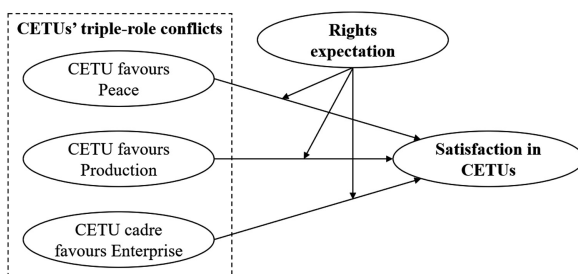 CETUs' triple-role conflicts
CETU favours
Peace
CETU favours
Production
CETU cadre
favours Enterprise
Rights
expectation
Satisfaction in
CETUs